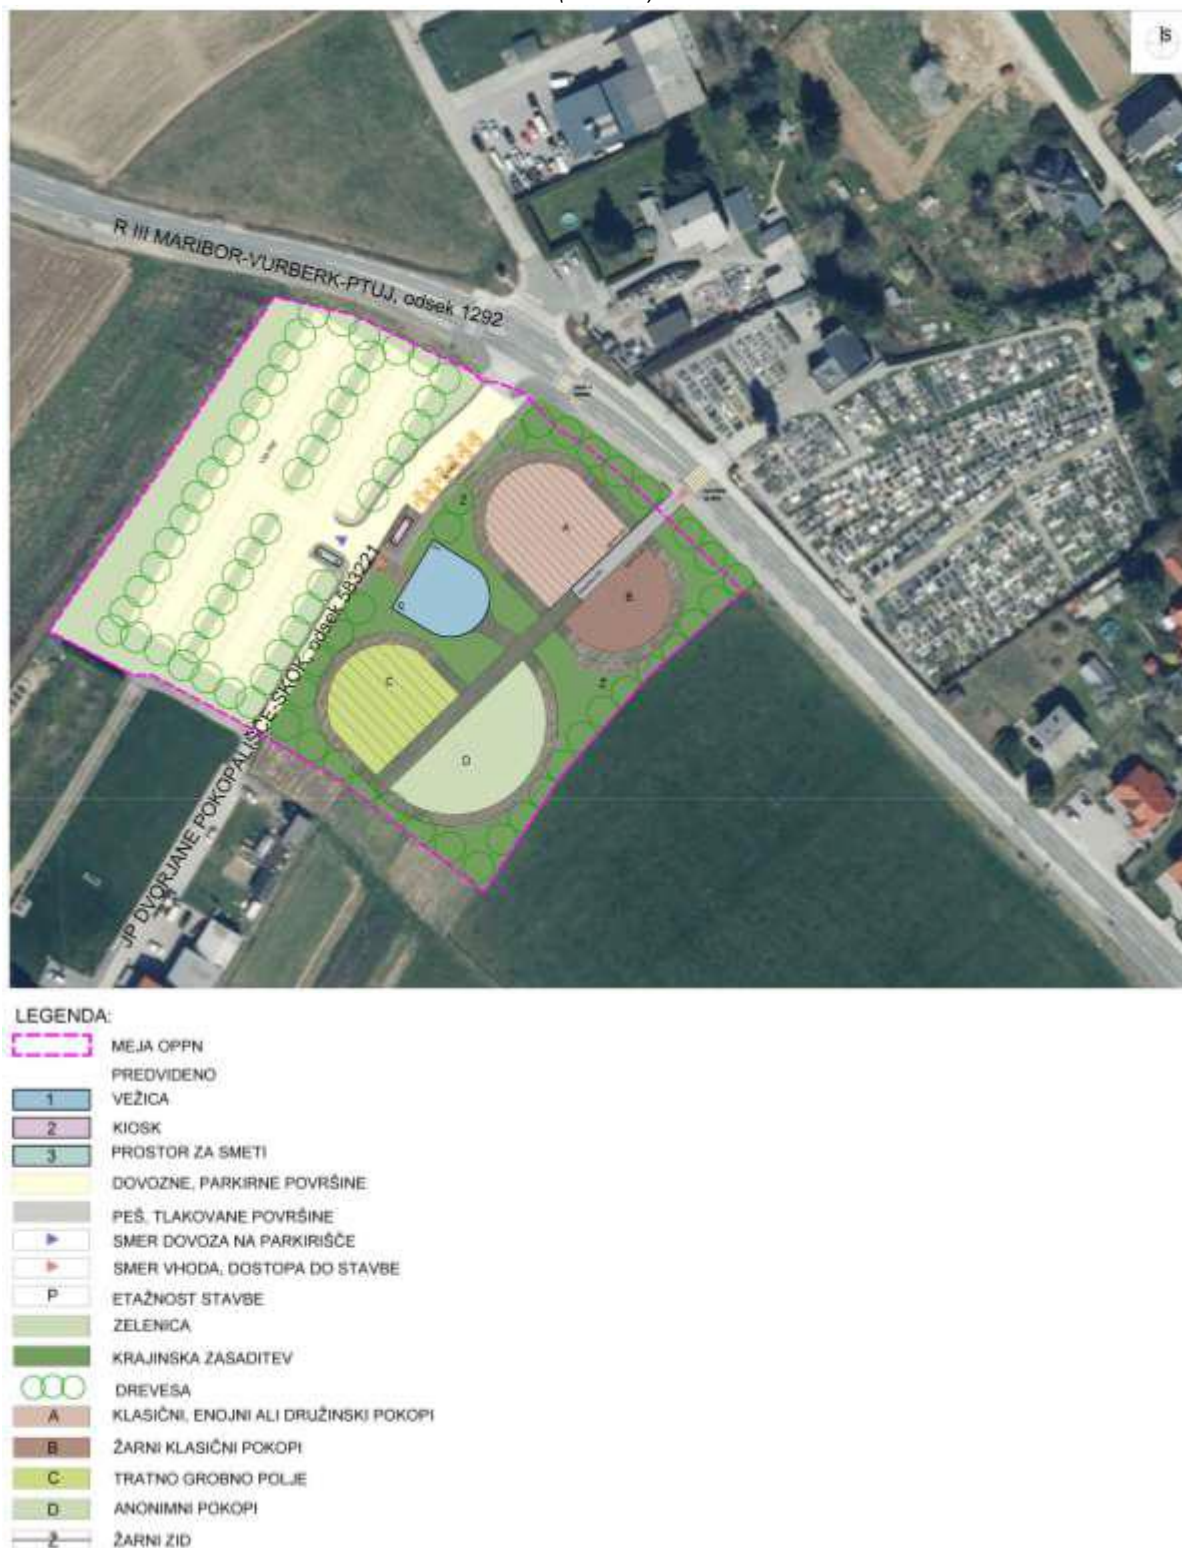 R III MARIBOR-VURBERK-PTUJ, odsek 1292
A
B
Ž
C
Ž
D
JP DVORJANE POKOPALIŠČE-SKOK, odsek 583221
LEGENDA:
MEJA OPPN
PREDVIDENO
1 VEŽICA
2 KIOSK
3 PROSTOR ZA SMETI
DOVOZNE, PARKIRNE POVRŠINE
PEŠ, TLAKOVANE POVRŠINE
SMER DOVOZA NA PARKIRIŠČE
SMER VHODA, DOSTOPA DO STAVBE
P ETAŽNOST STAVBE
ZELENICA
KRAJINSKA ZASADITEV
DREVESA
A KLASIČNI, ENOJNI ALI DRUŽINSKI POKOPI
B ŽARNI KLASIČNI POKOPI
C TRATNO GROBNO POLJE
D ANONIMNI POKOPI
Ž ŽARNI ZID